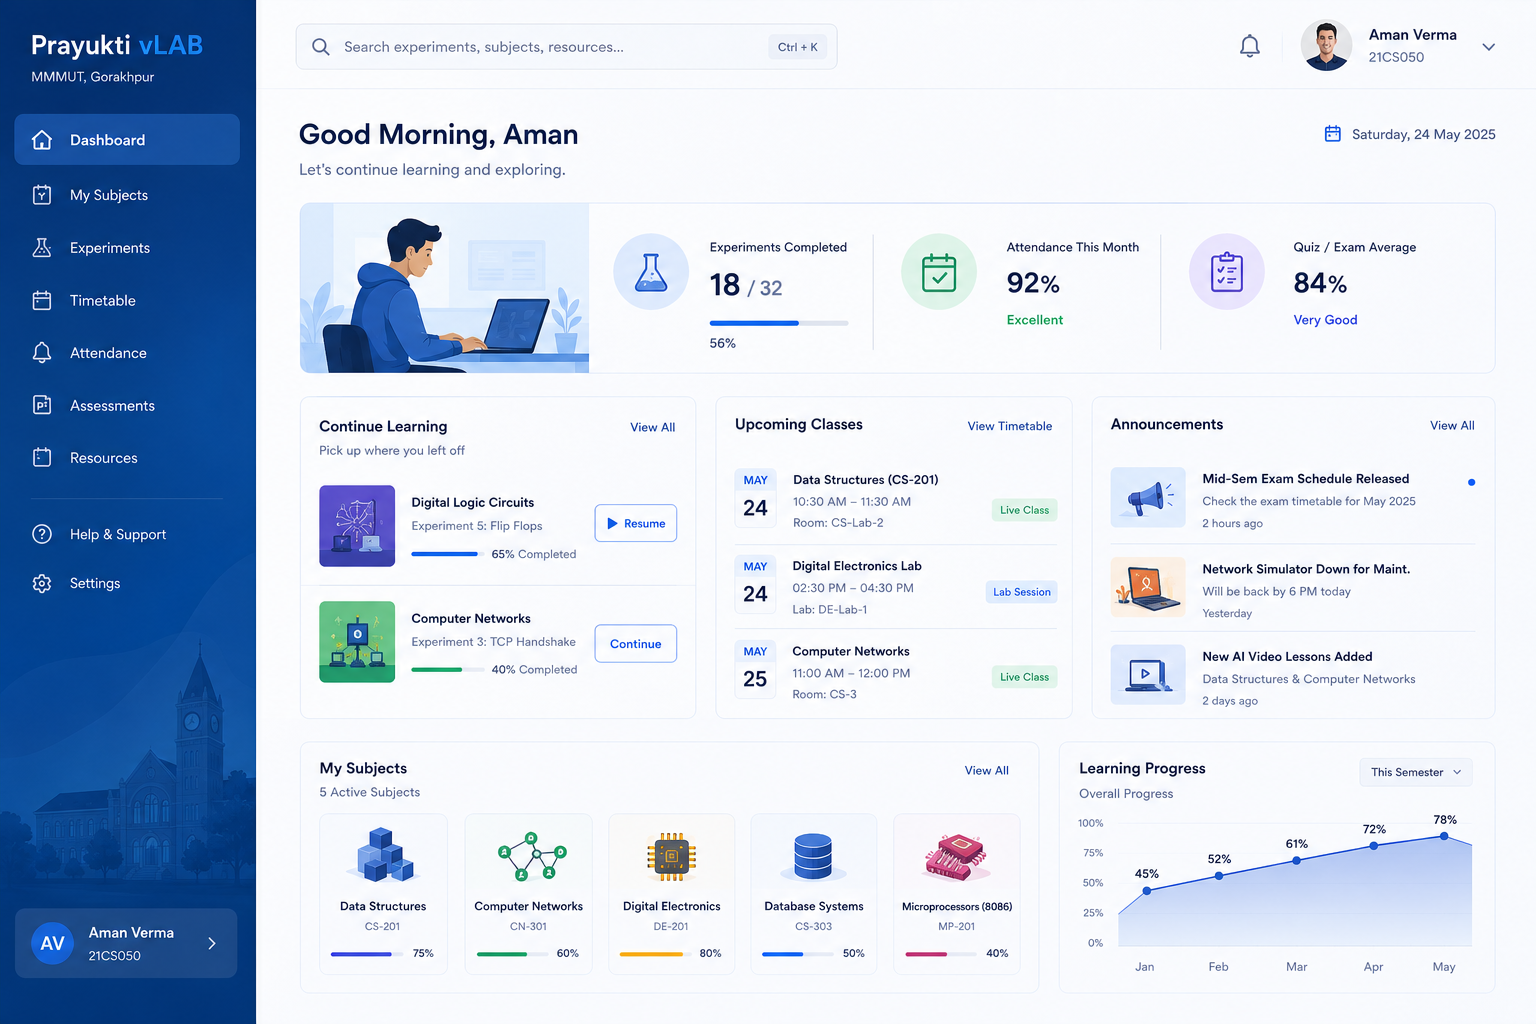 Prayukti vLAB
MMMUT, Gorakhpur
Dashboard
My Subjects
Experiments
Timetable
Attendance
Assessments
Resources
Help & Support
Settings
AV
Aman Verma
21CS050
Search experiments, subjects, resources...
Ctrl + K
Aman Verma
21CS050
Good Morning, Aman
Let's continue learning and exploring.
Saturday, 24 May 2025
Experiments Completed
18 / 32
56%
Attendance This Month
92%
Excellent
Quiz / Exam Average
84%
Very Good
Continue Learning
View All
Pick up where you left off
Digital Logic Circuits
Experiment 5: Flip Flops
65% Completed
Resume
Computer Networks
Experiment 3: TCP Handshake
40% Completed
Continue
Upcoming Classes
View Timetable
MAY
24
Data Structures (CS-201)
10:30 AM – 11:30 AM
Room: CS-Lab-2
Live Class
MAY
24
Digital Electronics Lab
02:30 PM – 04:30 PM
Lab: DE-Lab-1
Lab Session
MAY
25
Computer Networks
11:00 AM – 12:00 PM
Room: CS-3
Live Class
Announcements
View All
Mid-Sem Exam Schedule Released
Check the exam timetable for May 2025
2 hours ago
Network Simulator Down for Maint.
Will be back by 6 PM today
Yesterday
New AI Video Lessons Added
Data Structures & Computer Networks
2 days ago
My Subjects
View All
5 Active Subjects
Data Structures
CS-201
75%
Computer Networks
CN-301
60%
Digital Electronics
DE-201
80%
Database Systems
CS-303
50%
Microprocessors (8086)
MP-201
40%
Learning Progress
This Semester
Overall Progress
100%
75%
50%
25%
0%
45%
52%
61%
72%
78%
Jan
Feb
Mar
Apr
May